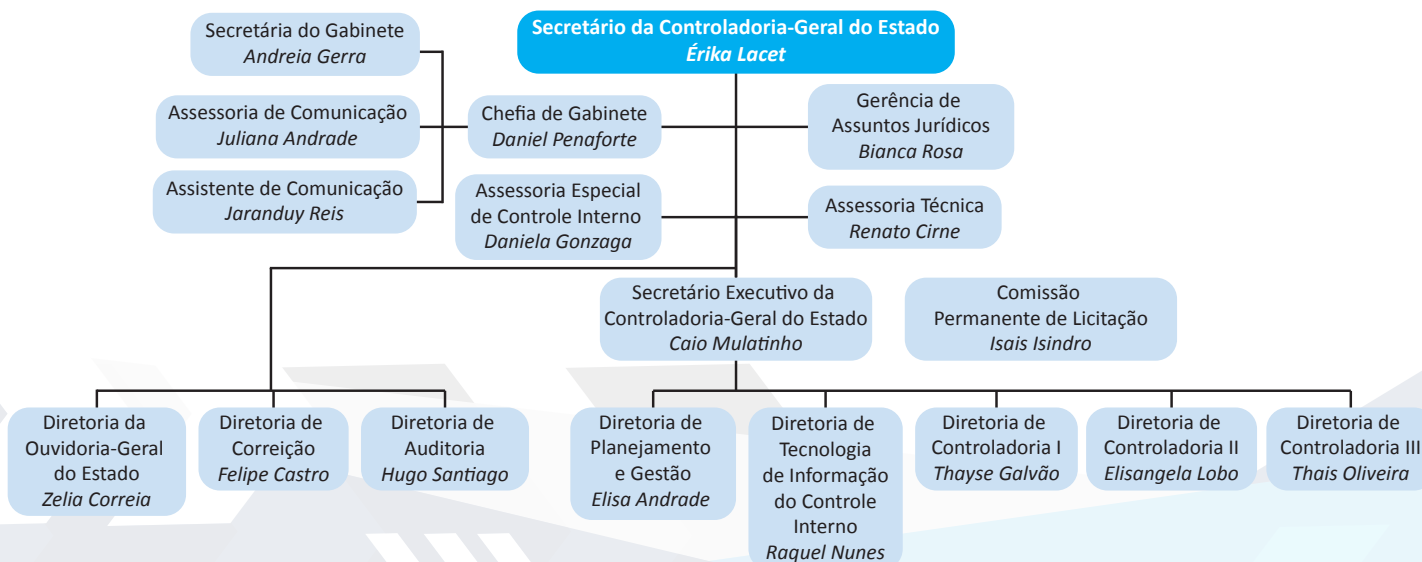 Secretário da Controladoria-Geral do Estado
Érika Lacet
Secretária do Gabinete
Andreia Gerra
Assessoria de Comunicação
Juliana Andrade
Assistente de Comunicação
Jaranduy Reis
Chefia de Gabinete
Daniel Penaforte
Assessoria Especial
de Controle Interno
Daniela Gonzaga
Gerência de
Assuntos Jurídicos
Bianca Rosa
Assessoria Técnica
Renato Cirne
Secretário Executivo da
Controladoria-Geral do Estado
Caio Mulatinho
Comissão
Permanente de Licitação
Isais Isindro
Diretoria da
Ouvidoria-Geral
do Estado
Zelia Correia
Diretoria de
Correição
Felipe Castro
Diretoria de
Auditoria
Hugo Santiago
Diretoria de
Planejamento
e Gestão
Elisa Andrade
Diretoria de
Tecnologia
de Informação
do Controle
Interno
Raquel Nunes
Diretoria de
Controladoria I
Thayse Galvão
Diretoria de
Controladoria II
Elisangela Lobo
Diretoria de
Controladoria III
Thais Oliveira